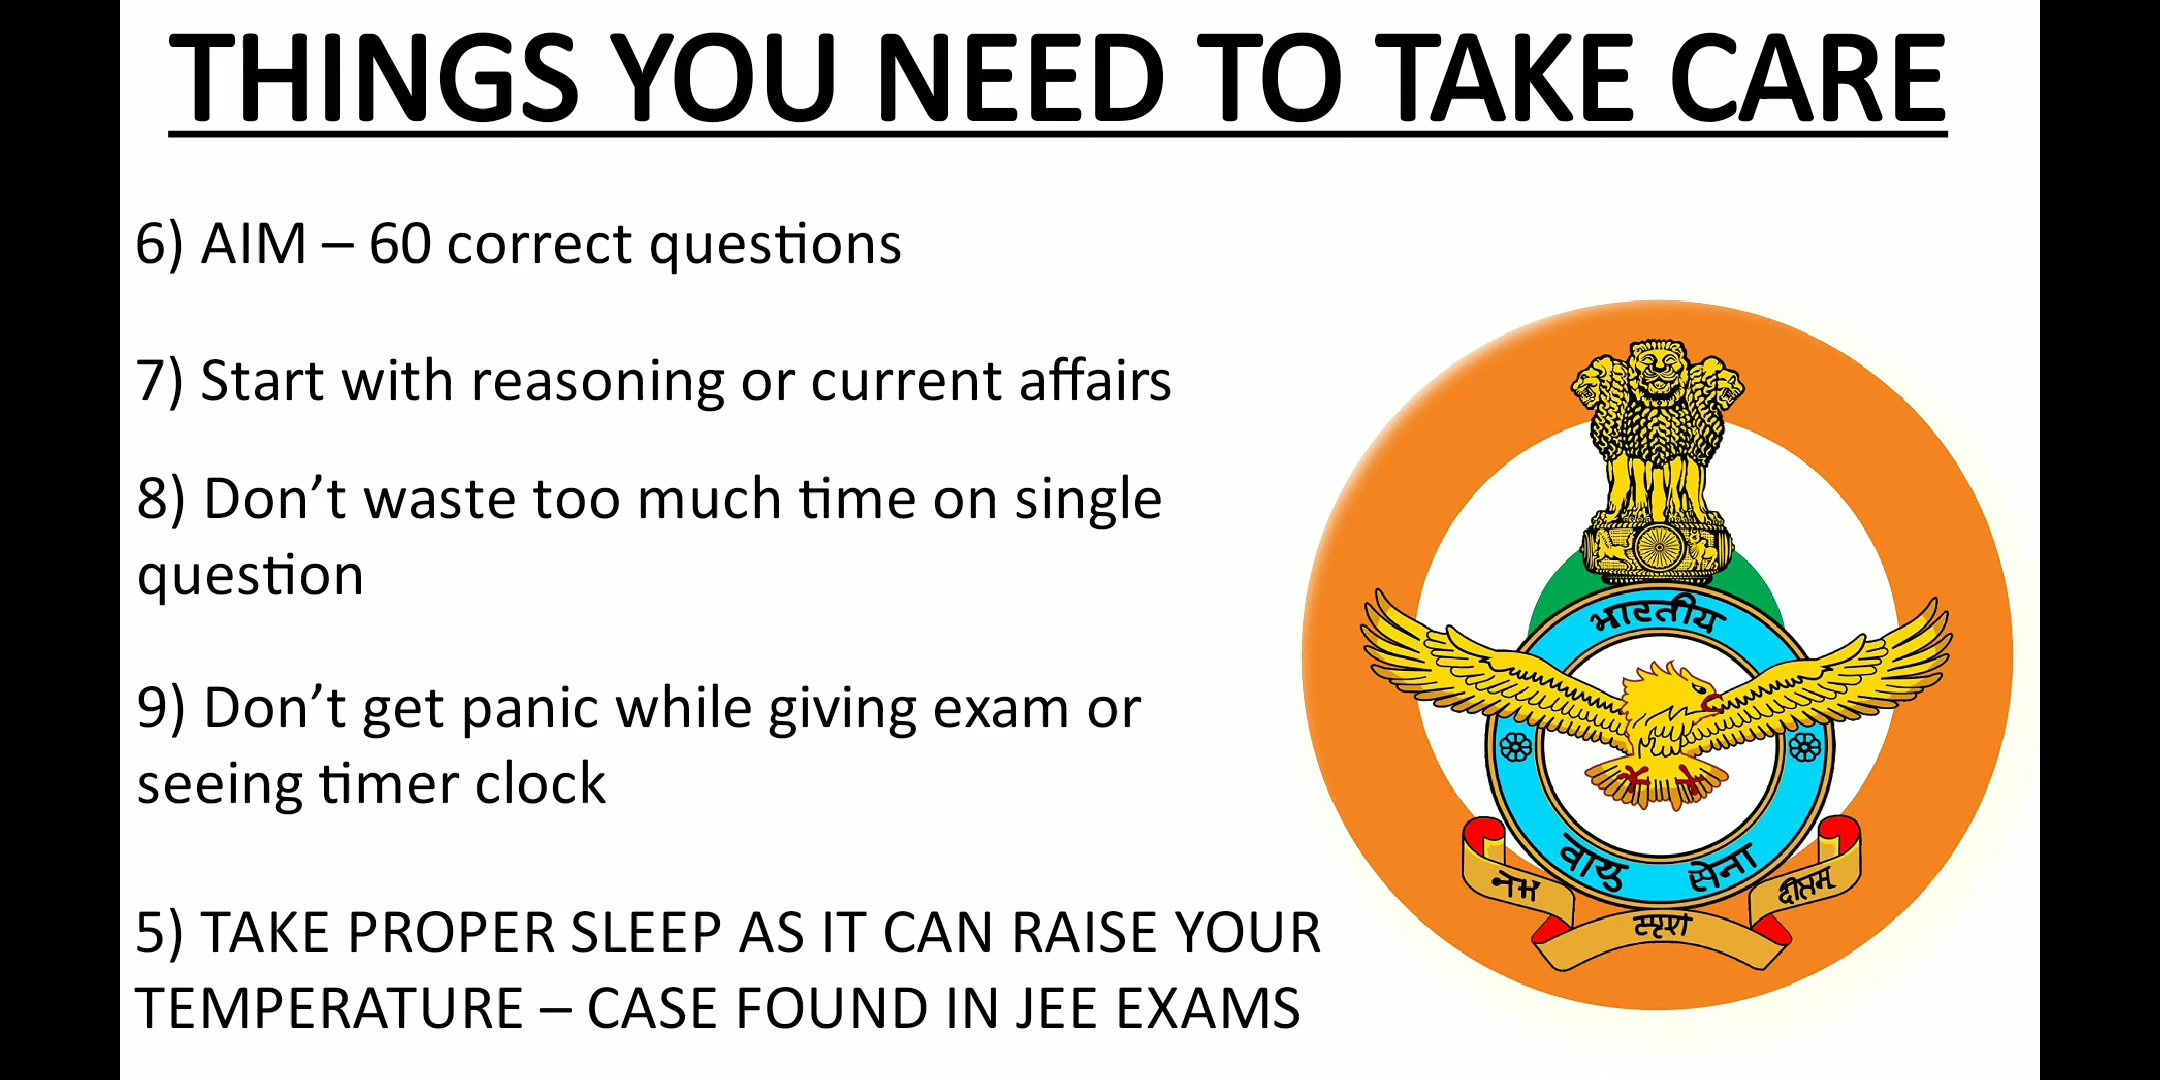 THINGS YOU NEED TO TAKE CARE
6) AIM – 60 correct questions
7) Start with reasoning or current affairs
8) Don’t waste too much time on single
question
9) Don’t get panic while giving exam or
seeing timer clock
5) TAKE PROPER SLEEP AS IT CAN RAISE YOUR
TEMPERATURE – CASE FOUND IN JEE EXAMS
भारतीय
वायु सेना
नभ स्पृशं दीप्तम्